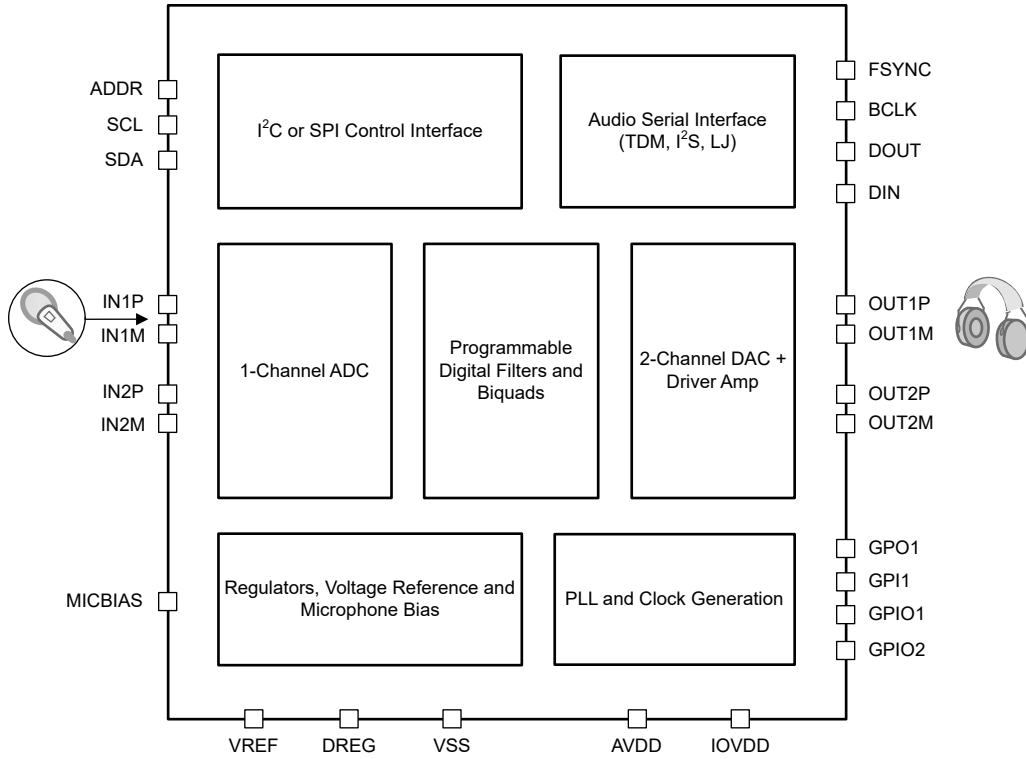 ADDR
SCL
SDA
I²C or SPI Control Interface
Audio Serial Interface
(TDM, I²S, LJ)
FSYNC
BCLK
DOUT
DIN
IN1P
IN1M
IN2P
IN2M
1-Channel ADC
Programmable
Digital Filters and
Biquads
2-Channel DAC +
Driver Amp
OUT1P
OUT1M
OUT2P
OUT2M
MICBIAS
Regulators, Voltage Reference and
Microphone Bias
PLL and Clock Generation
GPO1
GPI1
GPIO1
GPIO2
VREF
DREG
VSS
AVDD
IOVDD